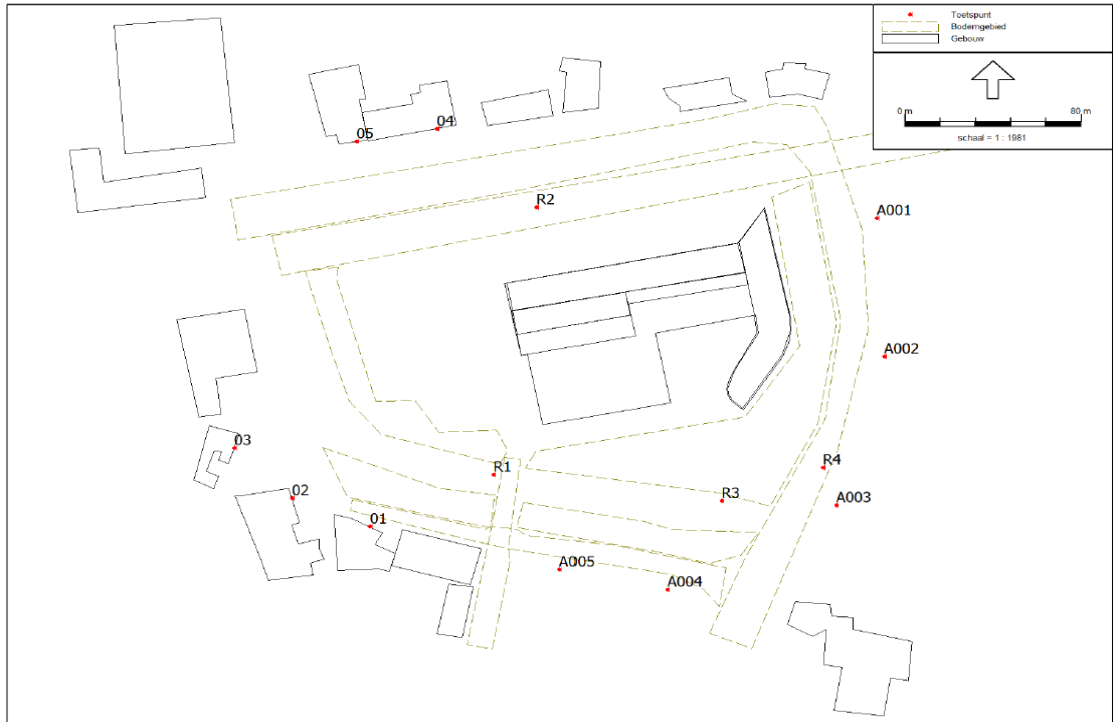 Toetspunt
Bodemgebied
Gebouw
0 m
80 m
schaal = 1 : 1981
05
04
R2
A001
A002
03
R1
R4
02
R3
A003
01
A005
A004